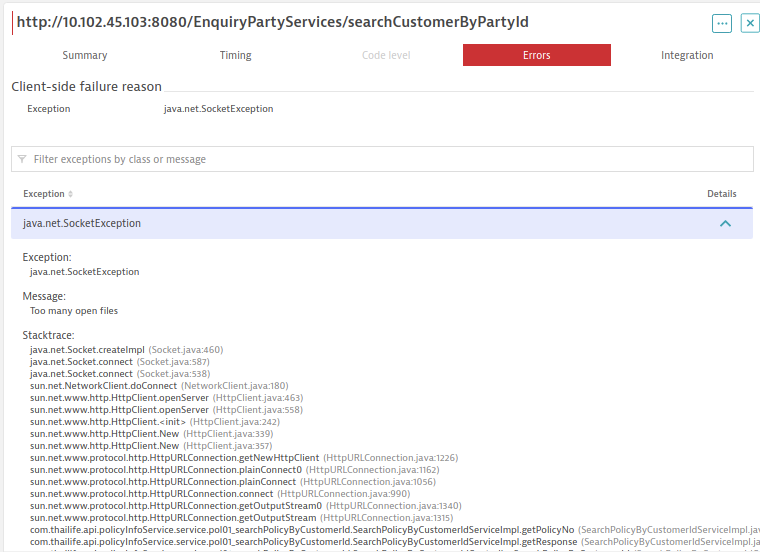 http://10.102.45.103:8080/EnquiryPartyServices/searchCustomerByPartyId
Summary Timing Code level Errors Integration
Client-side failure reason
Exception java.net.SocketException
Filter exceptions by class or message
Exception Details
java.net.SocketException
Exception:
java.net.SocketException
Message:
Too many open files
Stacktrace:
java.net.Socket.createImpl (Socket.java:460)
java.net.Socket.connect (Socket.java:587)
java.net.Socket.connect (Socket.java:538)
sun.net.NetworkClient.doConnect (NetworkClient.java:180)
sun.net.www.http.HttpClient.openServer (HttpClient.java:463)
sun.net.www.http.HttpClient.openServer (HttpClient.java:558)
sun.net.www.http.HttpClient.<init> (HttpClient.java:242)
sun.net.www.http.HttpClient.New (HttpClient.java:339)
sun.net.www.http.HttpClient.New (HttpClient.java:357)
sun.net.www.protocol.http.HttpURLConnection.getNewHttpClient (HttpURLConnection.java:1226)
sun.net.www.protocol.http.HttpURLConnection.plainConnect0 (HttpURLConnection.java:1162)
sun.net.www.protocol.http.HttpURLConnection.plainConnect (HttpURLConnection.java:1056)
sun.net.www.protocol.http.HttpURLConnection.connect (HttpURLConnection.java:990)
sun.net.www.protocol.http.HttpURLConnection.getOutputStream0 (HttpURLConnection.java:1340)
sun.net.www.protocol.http.HttpURLConnection.getOutputStream (HttpURLConnection.java:1315)
com.thailife.api.policyInfoService.service.pol01_searchPolicyByCustomerId.SearchPolicyByCustomerIdServiceImpl.getPolicyNo (SearchPolicyByCustomerIdServiceImpl.j
com.thailife.api.policyInfoService.service.pol01_searchPolicyByCustomerId.SearchPolicyByCustomerIdServiceImpl.getResponse (SearchPolicyByCustomerIdServiceImpl.ja